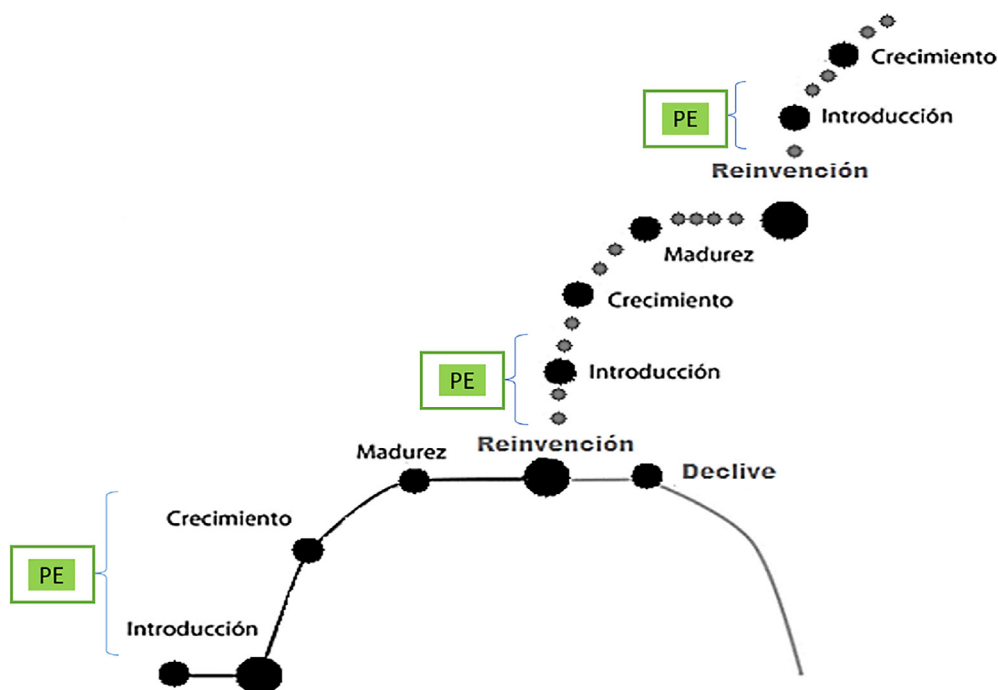 Crecimiento
PE
Introducción
Reinvención
Madurez
Crecimiento
PE
Introducción
Reinvención
Madurez
Declive
Crecimiento
PE
Introducción